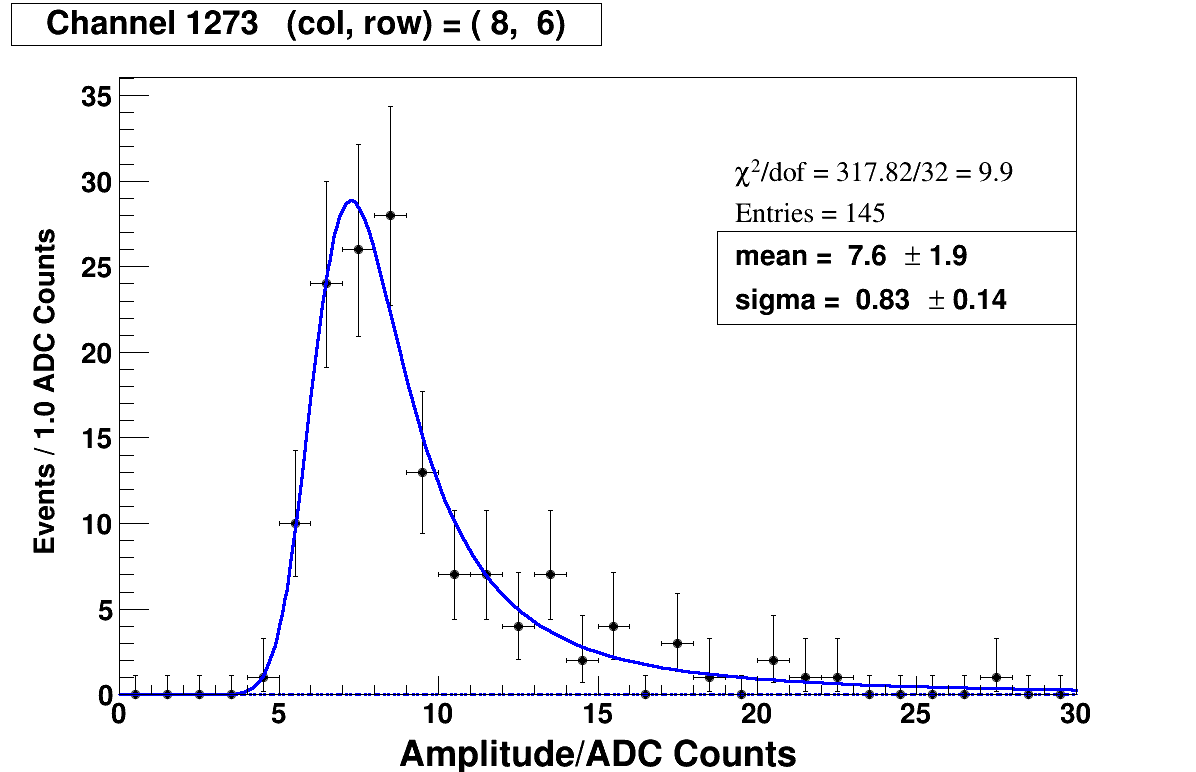 Channel 1273 (col, row) = ( 8, 6)
35
30
25
20
15
10
5
0
Events / 1.0 ADC Counts
χ²/dof = 317.82/32 = 9.9
Entries = 145
mean = 7.6 ± 1.9
sigma = 0.83 ± 0.14
0 5 10 15 20 25 30
Amplitude/ADC Counts